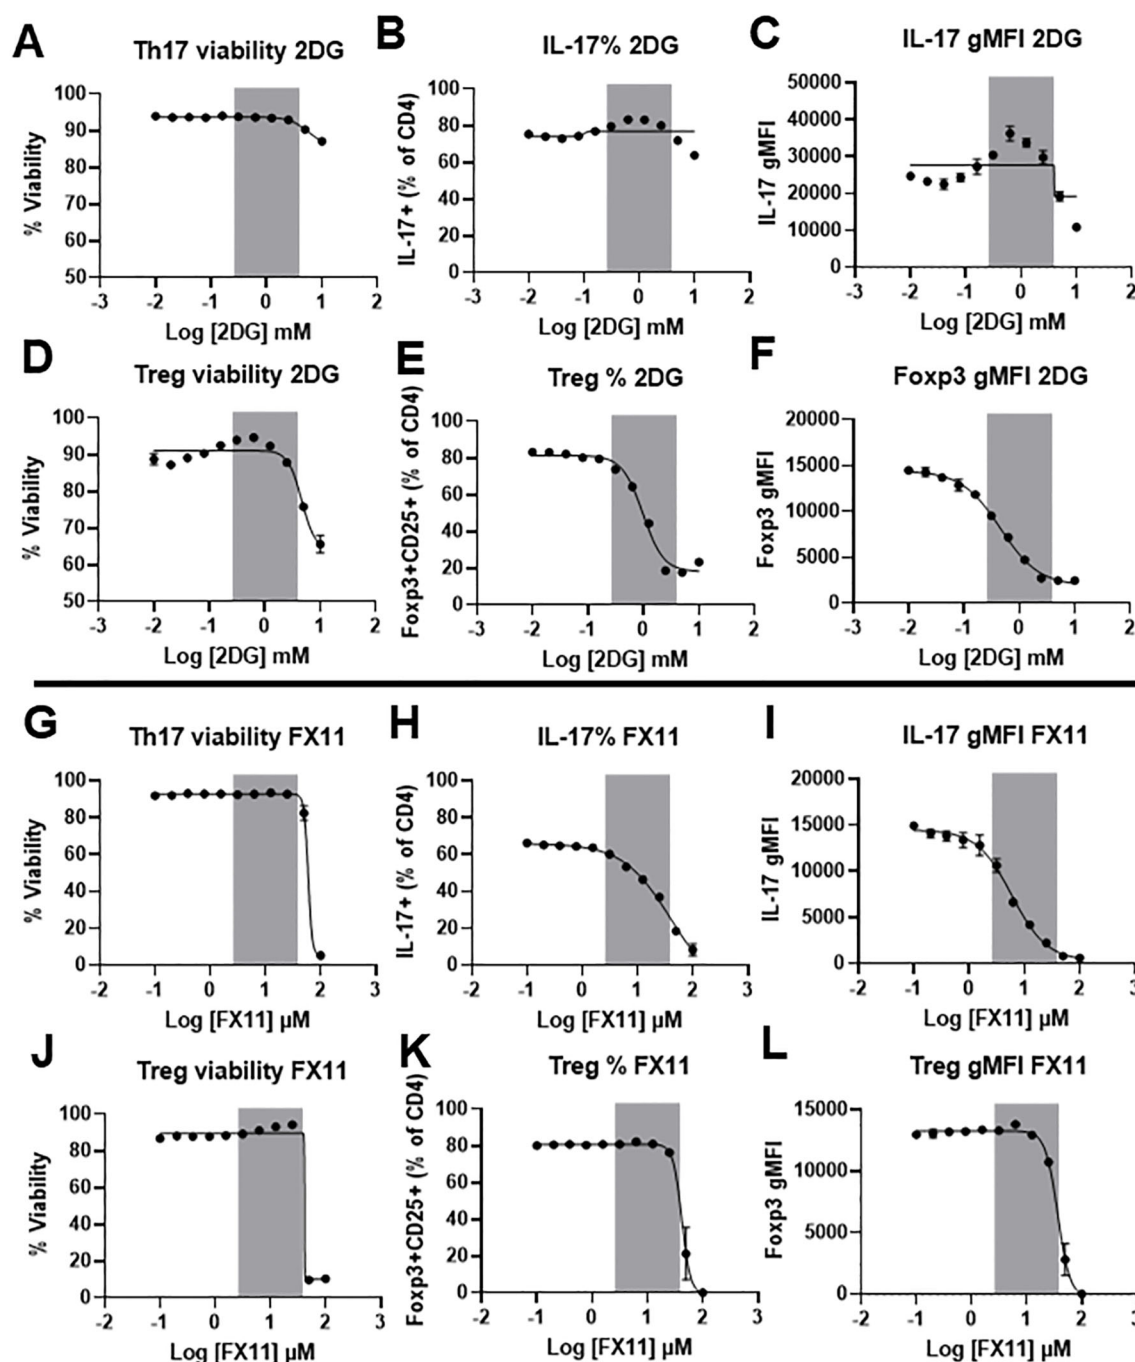 A
Th17 viability 2DG
% Viability
100
90
80
70
60
50
-3 -2 -1 0 1 2
Log [2DG] mM
B
IL-17% 2DG
IL-17+ (% of CD4)
100
80
60
40
20
0
-3 -2 -1 0 1 2
Log [2DG] mM
C
IL-17 gMFI 2DG
IL-17 gMFI
50000
40000
30000
20000
10000
0
-3 -2 -1 0 1 2
Log [2DG] mM
D
Treg viability 2DG
% Viability
100
90
80
70
60
50
-3 -2 -1 0 1 2
Log [2DG] mM
E
Treg % 2DG
Foxp3+CD25+ (% of CD4)
100
80
60
40
20
0
-3 -2 -1 0 1 2
Log [2DG] mM
F
Foxp3 gMFI 2DG
Foxp3 gMFI
20000
15000
10000
5000
0
-3 -2 -1 0 1 2
Log [2DG] mM
G
Th17 viability FX11
% Viability
100
80
60
40
20
0
-2 -1 0 1 2 3
Log [FX11] µM
H
IL-17% FX11
IL-17+ (% of CD4)
100
80
60
40
20
0
-2 -1 0 1 2 3
Log [FX11] µM
I
IL-17 gMFI FX11
IL-17 gMFI
20000
15000
10000
5000
0
-2 -1 0 1 2 3
Log [FX11] µM
J
Treg viability FX11
% Viability
100
80
60
40
20
0
-2 -1 0 1 2 3
Log [FX11] µM
K
Treg % FX11
Foxp3+CD25+ (% of CD4)
100
80
60
40
20
0
-2 -1 0 1 2 3
Log [FX11] µM
L
Treg gMFI FX11
Foxp3 gMFI
15000
10000
5000
0
-2 -1 0 1 2 3
Log [FX11] µM